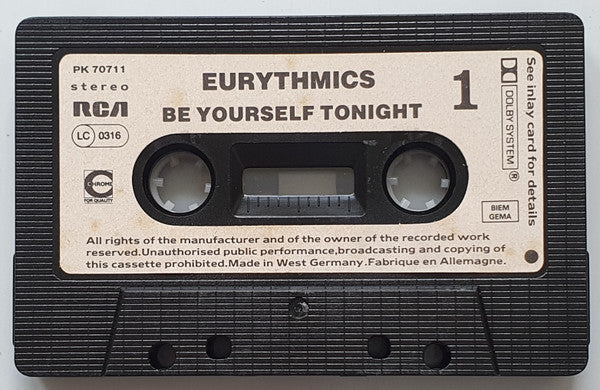 PK 70711
stereo
RCA
LC 0316
CHROME
FOR QUALITY
EURYTHMICS
BE YOURSELF TONIGHT
1
DOLBY SYSTEM ®
See inlay card for details
BIEM
GEMA
All rights of the manufacturer and of the owner of the recorded work
reserved.Unauthorised public performance,broadcasting and copying of
this cassette prohibited.Made in West Germany.Fabrique en Allemagne.